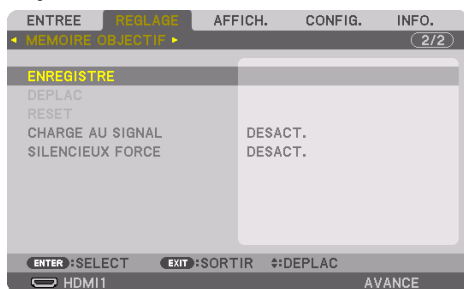 ENTREE REGLAGE AFFICH. CONFIG. INFO.
MEMOIRE OBJECTIF 2/2
ENREGISTRE
DEPLAC
RESET
CHARGE AU SIGNAL DESACT.
SILENCIEUX FORCE DESACT.
ENTER :SELECT EXIT :SORTIR :DEPLAC
HDMI1 AVANCE